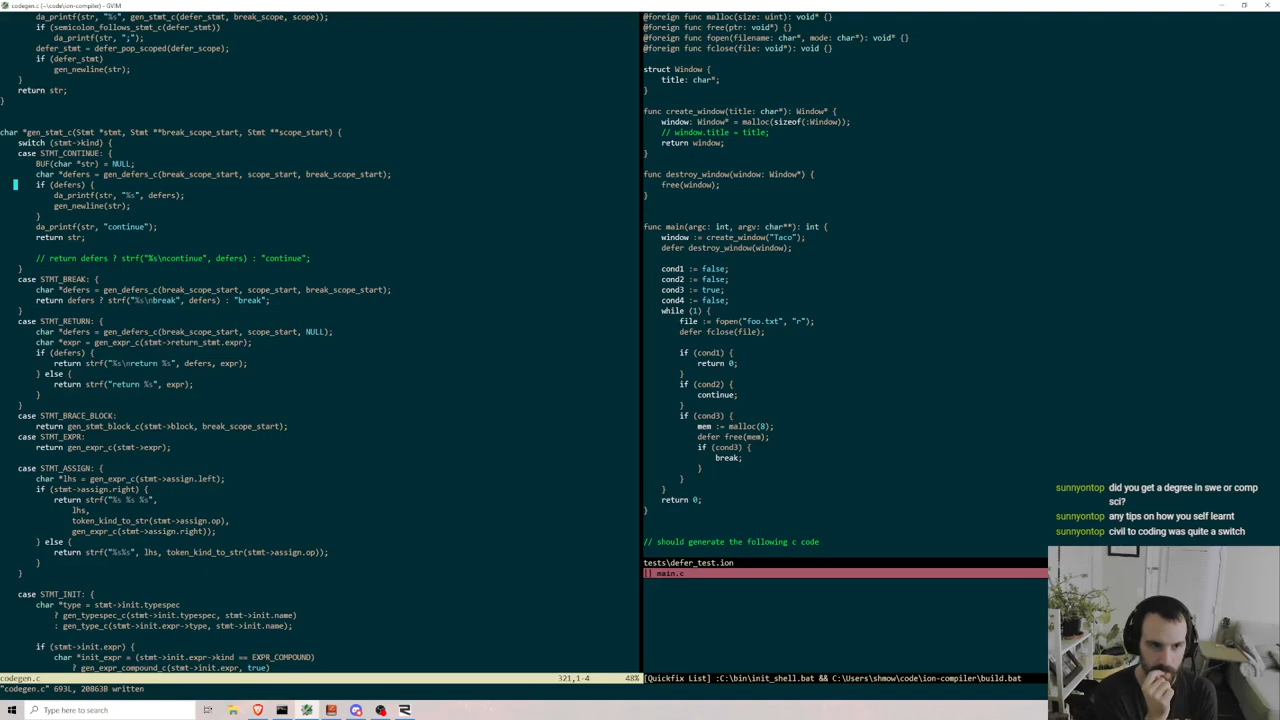 codegen.c (~\code\ion-compiler) - GVIM
da_printf(str, "%s", gen_stmt_c(defer_stmt, break_scope, scope));
if (semicolon_follows_stmt_c(defer_stmt))
da_printf(str, ";");
defer_stmt = defer_pop_scoped(defer_scope);
if (defer_stmt)
gen_newline(str);
}
return str;
}
char *gen_stmt_c(Stmt *stmt, Stmt **break_scope_start, Stmt **scope_start) {
switch (stmt->kind) {
case STMT_CONTINUE: {
BUF(char *str) = NULL;
char *defers = gen_defers_c(break_scope_start, scope_start, break_scope_start);
if (defers) {
da_printf(str, "%s", defers);
gen_newline(str);
}
da_printf(str, "continue");
return str;
// return defers ? strf("%s\ncontinue", defers) : "continue";
}
case STMT_BREAK: {
char *defers = gen_defers_c(break_scope_start, scope_start, break_scope_start);
return defers ? strf("%s\nbreak", defers) : "break";
}
case STMT_RETURN: {
char *defers = gen_defers_c(break_scope_start, scope_start, NULL);
char *expr = gen_expr_c(stmt->return_stmt.expr);
if (defers) {
return strf("%s\nreturn %s", defers, expr);
} else {
return strf("return %s", expr);
}
}
case STMT_BRACE_BLOCK:
return gen_stmt_block_c(stmt->block, break_scope_start);
case STMT_EXPR:
return gen_expr_c(stmt->expr);
case STMT_ASSIGN: {
char *lhs = gen_expr_c(stmt->assign.left);
if (stmt->assign.right) {
return strf("%s %s %s",
lhs,
token_kind_to_str(stmt->assign.op),
gen_expr_c(stmt->assign.right));
} else {
return strf("%s%s", lhs, token_kind_to_str(stmt->assign.op));
}
}
case STMT_INIT: {
char *type = stmt->init.typespec
? gen_typespec_c(stmt->init.typespec, stmt->init.name)
: gen_type_c(stmt->init.expr->type, stmt->init.name);
if (stmt->init.expr) {
char *init_expr = (stmt->init.expr->kind == EXPR_COMPOUND)
? gen_expr_compound_c(stmt->init.expr, true)
codegen.c 321,1-4 48%
"codegen.c" 693L, 20863B written
@foreign func malloc(size: uint): void* {}
@foreign func free(ptr: void*) {}
@foreign func fopen(filename: char*, mode: char*): void* {}
@foreign func fclose(file: void*): void {}
struct Window {
title: char*;
}
func create_window(title: char*): Window* {
window: Window* = malloc(sizeof(:Window));
// window.title = title;
return window;
}
func destroy_window(window: Window*) {
free(window);
}
func main(argc: int, argv: char**): int {
window := create_window("Taco");
defer destroy_window(window);
cond1 := false;
cond2 := false;
cond3 := true;
cond4 := false;
while (1) {
file := fopen("foo.txt", "r");
defer fclose(file);
if (cond1) {
return 0;
}
if (cond2) {
continue;
}
if (cond3) {
mem := malloc(8);
defer free(mem);
if (cond3) {
break;
}
}
}
return 0;
}
// should generate the following c code
tests\defer_test.ion
|| main.c
[Quickfix List] :C:\bin\init_shell.bat && C:\Users\shmow\code\ion-compiler\build.bat
sunnyontop did you get a degree in swe or comp
sci?
sunnyontop any tips on how you self learnt
sunnyontop civil to coding was quite a switch
Type here to search